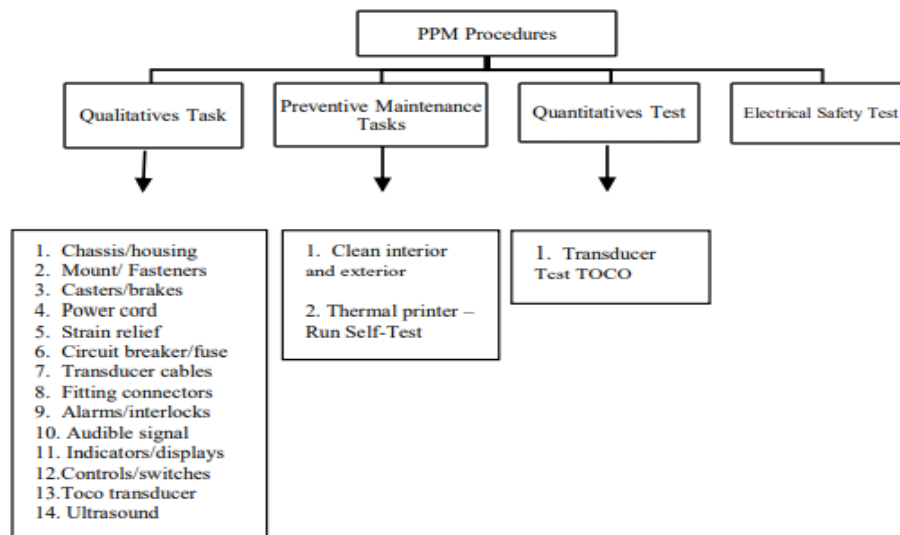 PPM Procedures
Qualitatives Task
Preventive Maintenance
Tasks
Quantitatives Test
Electrical Safety Test
1. Chassis/housing
2. Mount/ Fasteners
3. Casters/brakes
4. Power cord
5. Strain relief
6. Circuit breaker/fuse
7. Transducer cables
8. Fitting connectors
9. Alarms/interlocks
10. Audible signal
11. Indicators/displays
12.Controls/switches
13.Toco transducer
14. Ultrasound
1. Clean interior
and exterior
2. Thermal printer –
Run Self-Test
1. Transducer
Test TOCO